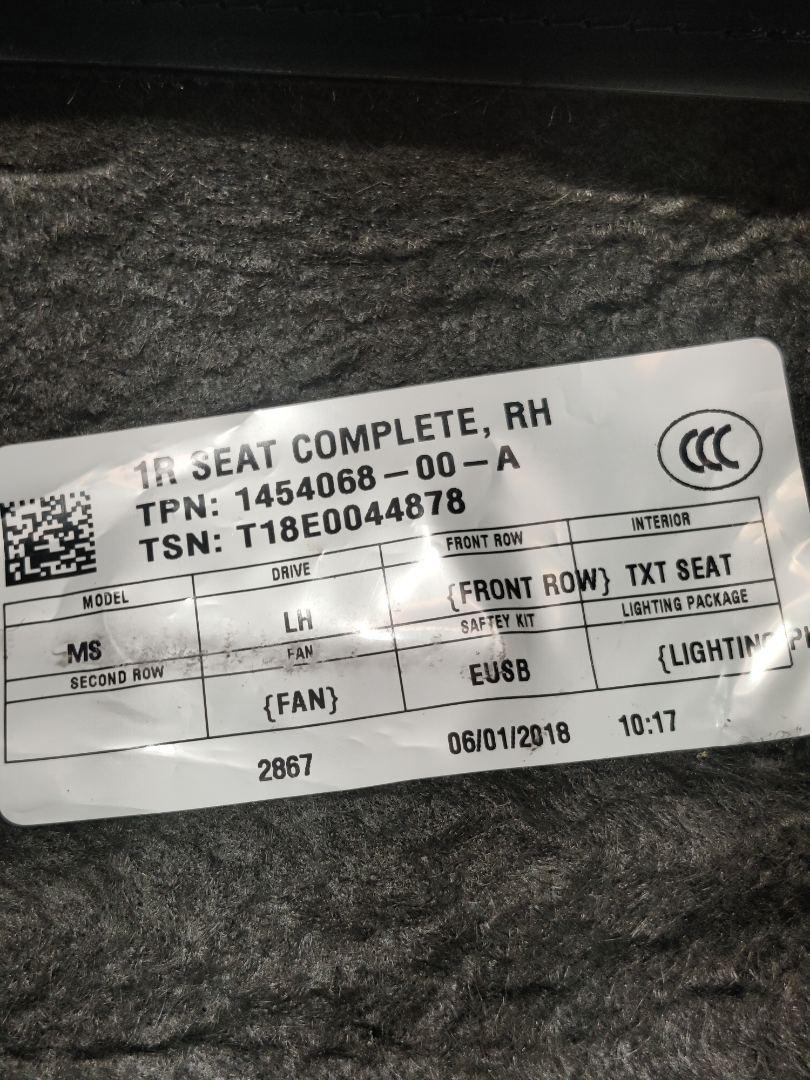 1R SEAT COMPLETE, RH
TPN: 1454068-00-A
TSN: T18E0044878
CCC
MODEL DRIVE FRONT ROW INTERIOR
MS LH {FRONT ROW} TXT SEAT
SECOND ROW FAN SAFTEY KIT LIGHTING PACKAGE
{FAN} EUSB {LIGHTING
2867 06/01/2018 10:17